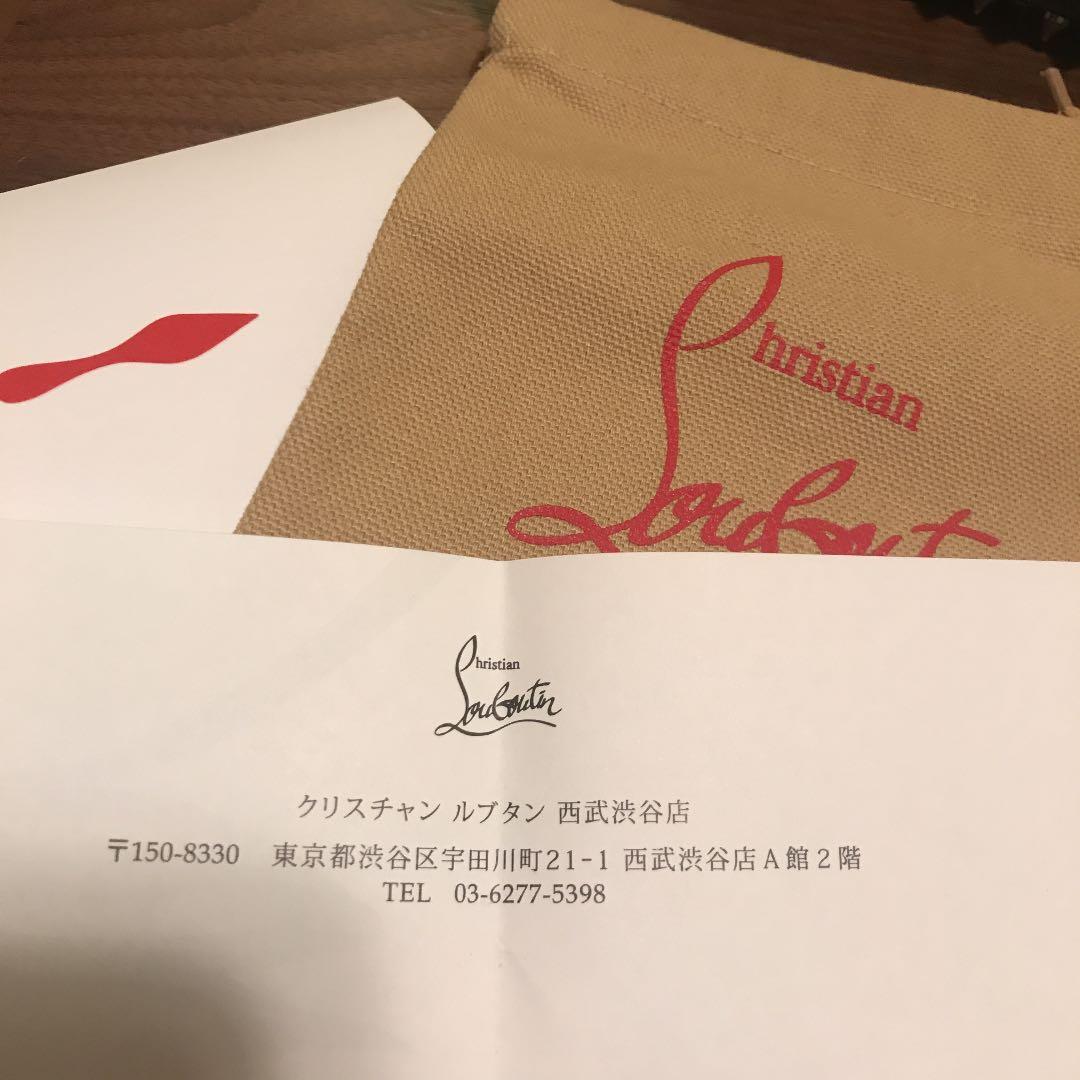 Christian
Loubout
Christian
Louboutin
クリスチャン ルブタン 西武渋谷店
〒150-8330 東京都渋谷区宇田川町21-1 西武渋谷店A館2階
TEL 03-6277-5398